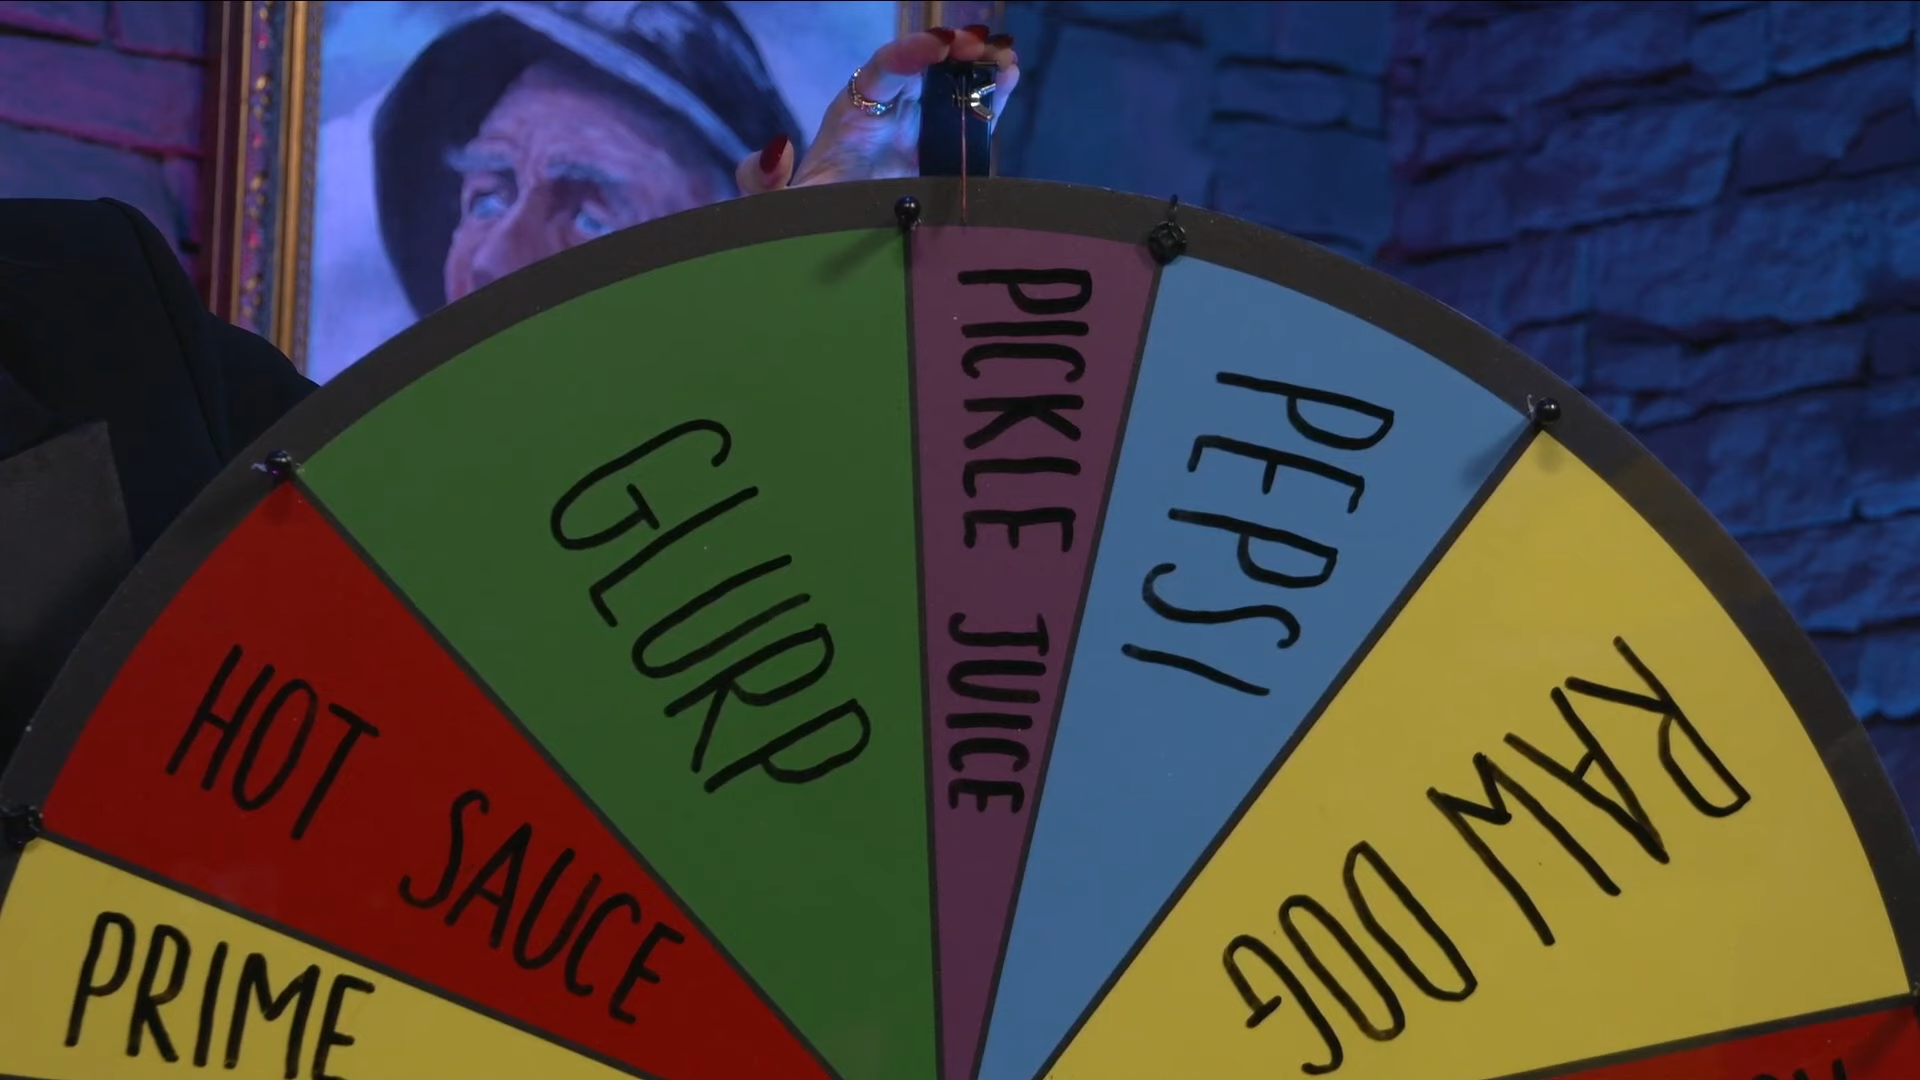 PRIME
HOT SAUCE
GLURP
PICKLE JUICE
PEPSI
RAW DOG